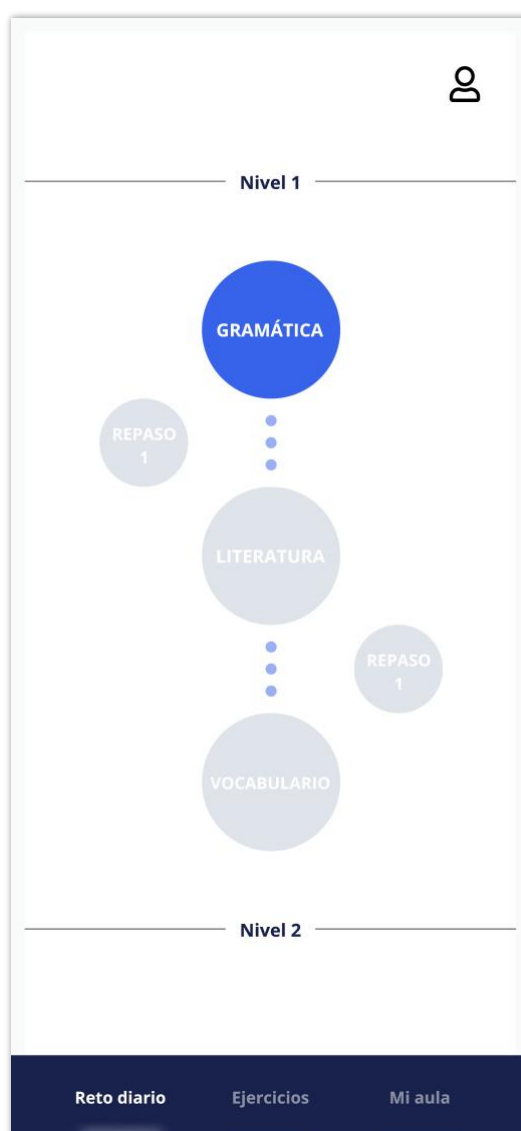 Nivel 1
GRAMÁTICA
REPASO
1
LITERATURA
REPASO
1
VOCABULARIO
Nivel 2
Reto diario
Ejercicios
Mi aula